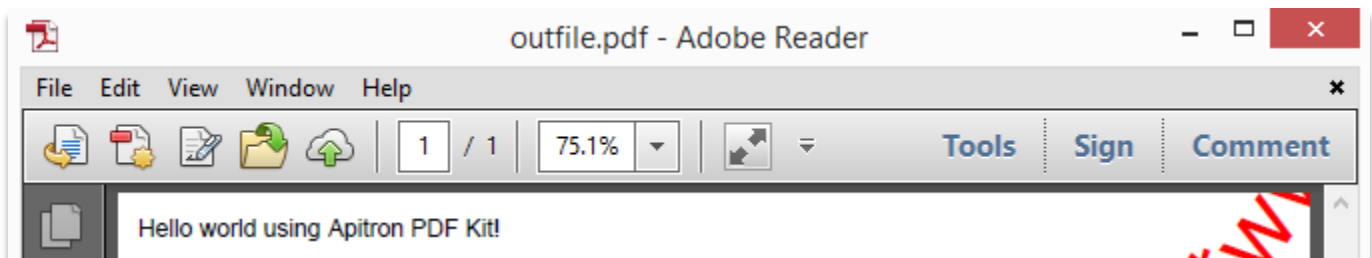 outfile.pdf - Adobe Reader
File Edit View Window Help
1 / 1 75.1% Tools Sign Comment
Hello world using Apitron PDF Kit!